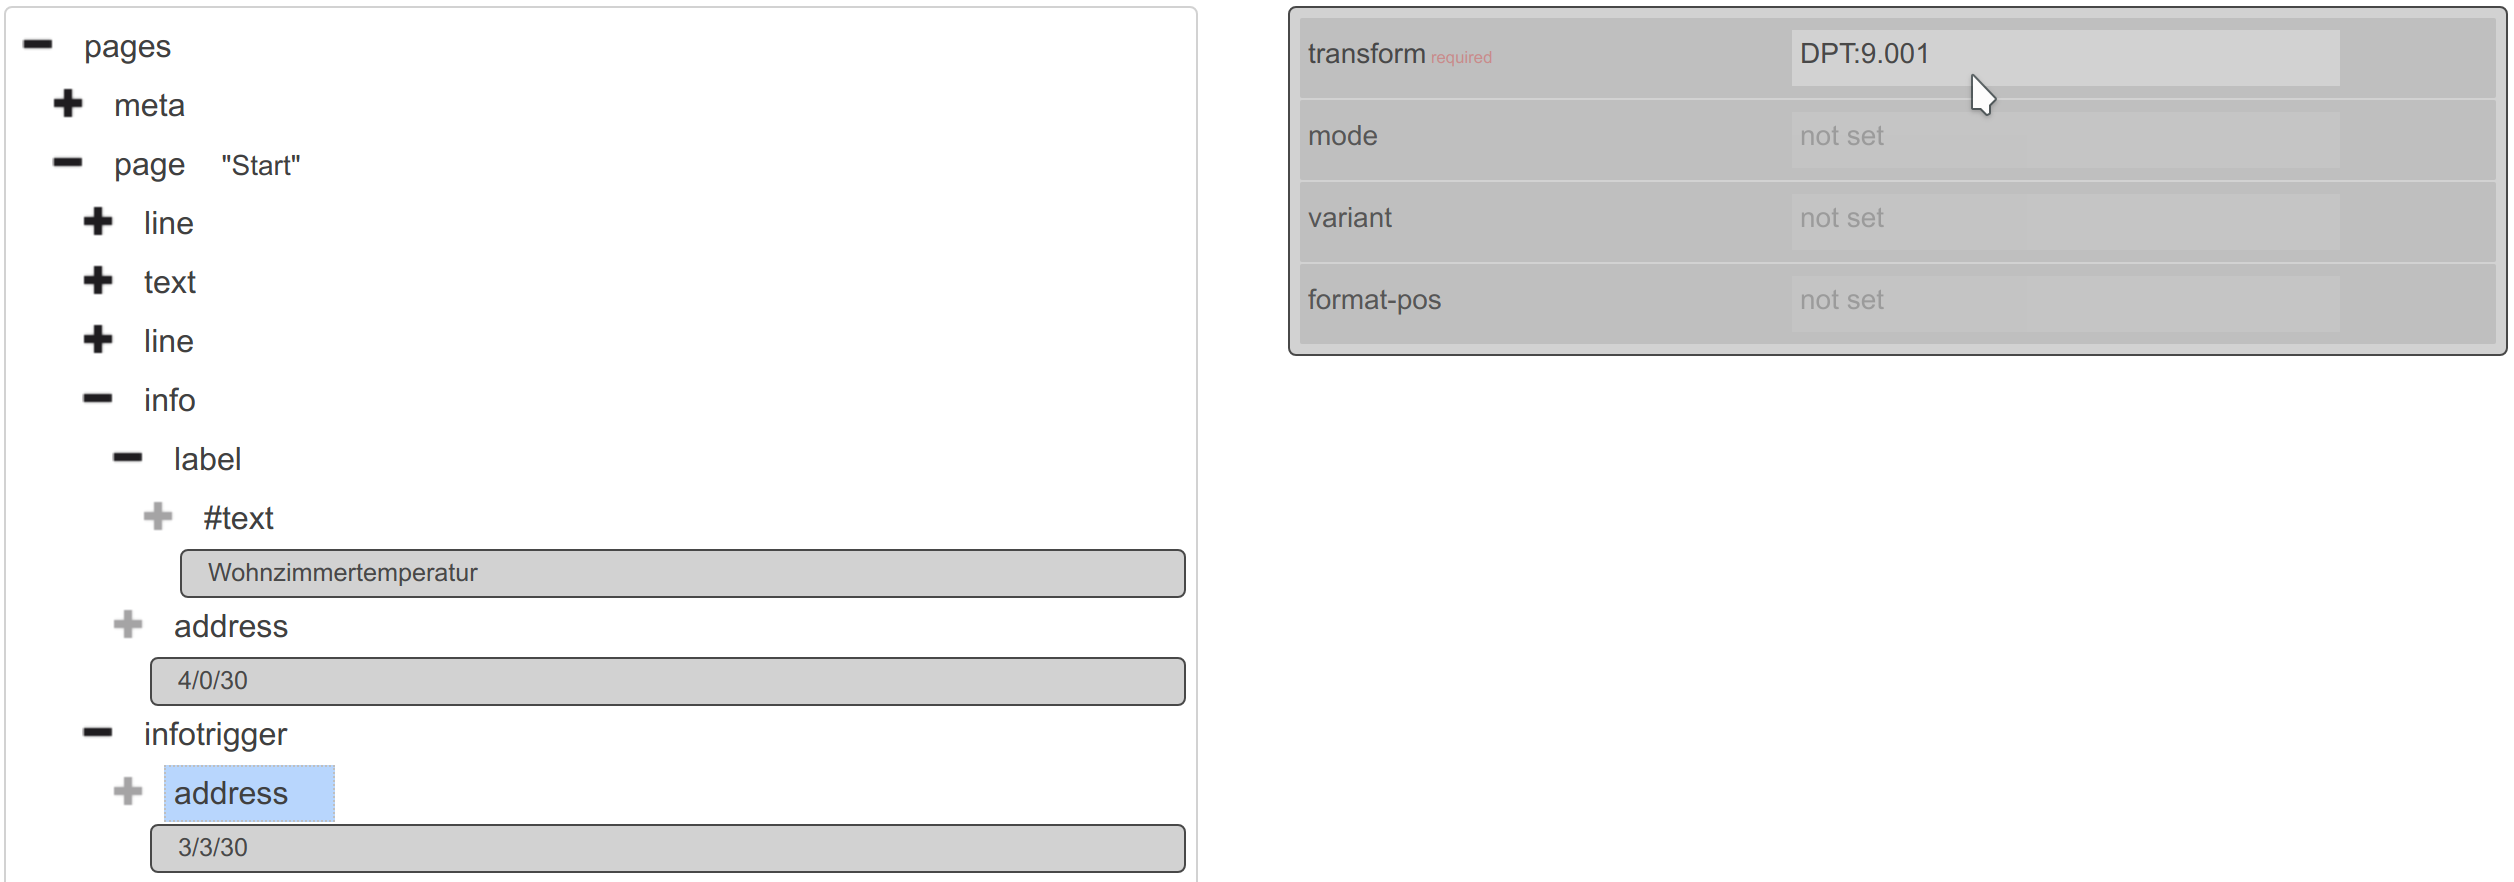 pages
meta
page "Start"
line
text
line
info
label
#text
Wohnzimmertemperatur
address
4/0/30
infotrigger
address
3/3/30
transform required DPT:9.001
mode not set
variant not set
format-pos not set